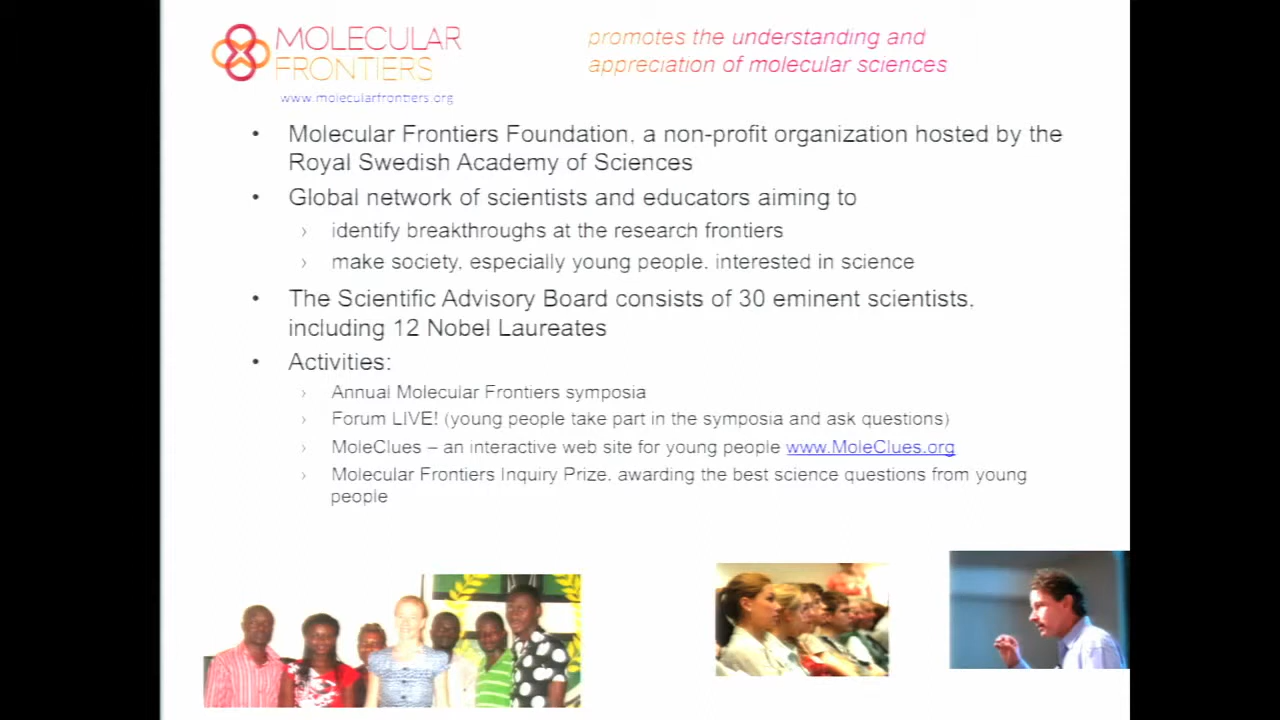 MOLECULAR
FRONTIERS
www.molecularfrontiers.org
promotes the understanding and
appreciation of molecular sciences
• Molecular Frontiers Foundation, a non-profit organization hosted by the
Royal Swedish Academy of Sciences
• Global network of scientists and educators aiming to
› identify breakthroughs at the research frontiers
› make society, especially young people, interested in science
• The Scientific Advisory Board consists of 30 eminent scientists,
including 12 Nobel Laureates
• Activities:
› Annual Molecular Frontiers symposia
› Forum LIVE! (young people take part in the symposia and ask questions)
› MoleClues – an interactive web site for young people www.MoleClues.org
› Molecular Frontiers Inquiry Prize, awarding the best science questions from young
people